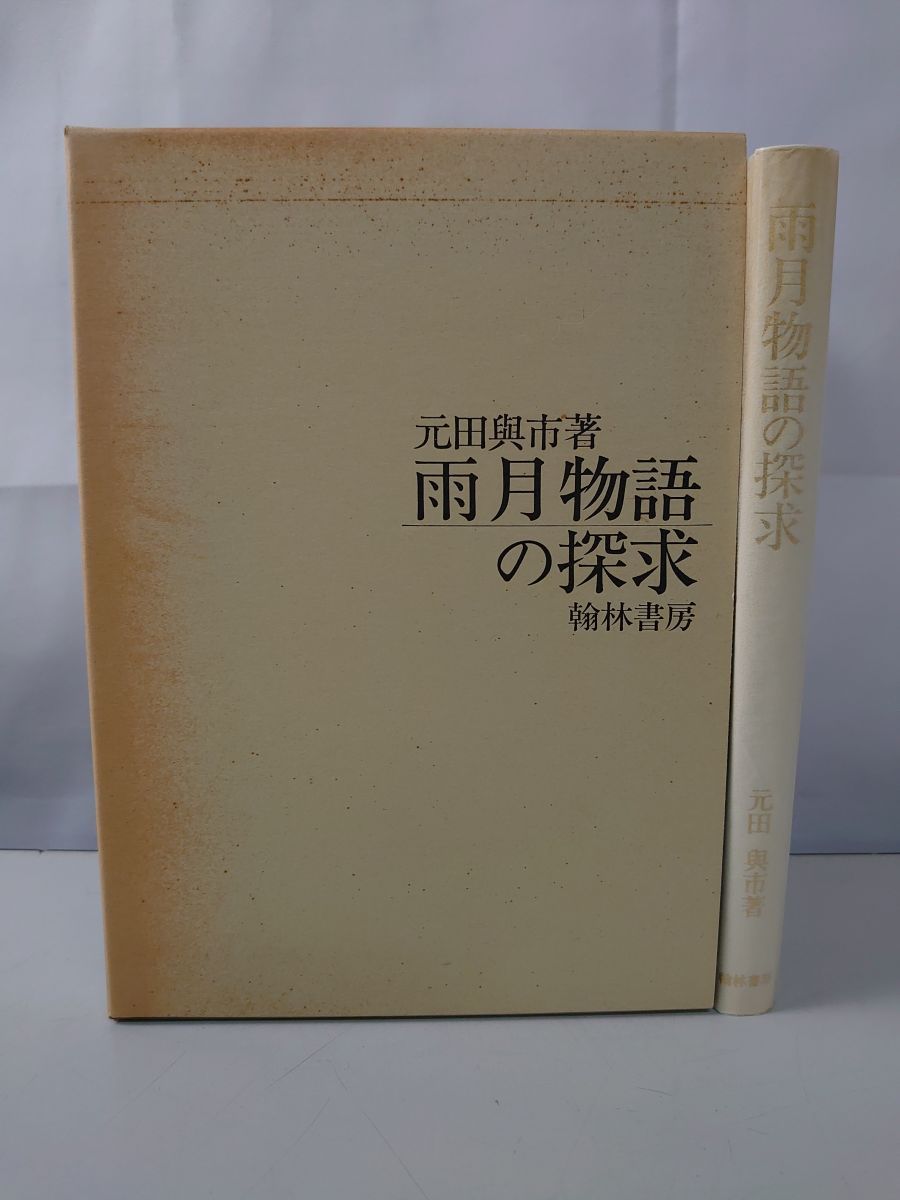 元田與市著
雨月物語
の探求
翰林書房
雨月物語の探求
元田 與市著
翰林書房